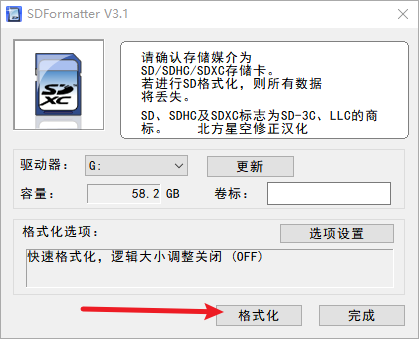 SDFormatter V3.1
SD
XC
请确认存储媒介为
SD/SDHC/SDXC存储卡。
若进行SD格式化，则所有数据
将丢失。
SD、SDHC及SDXC标志为SD-3C、LLC的商
标。 北方星空修正汉化
驱动器： G: 更新
容量： 58.2 GB 卷标：
格式化选项： 选项设置
快速格式化，逻辑大小调整关闭 (OFF)
格式化 完成